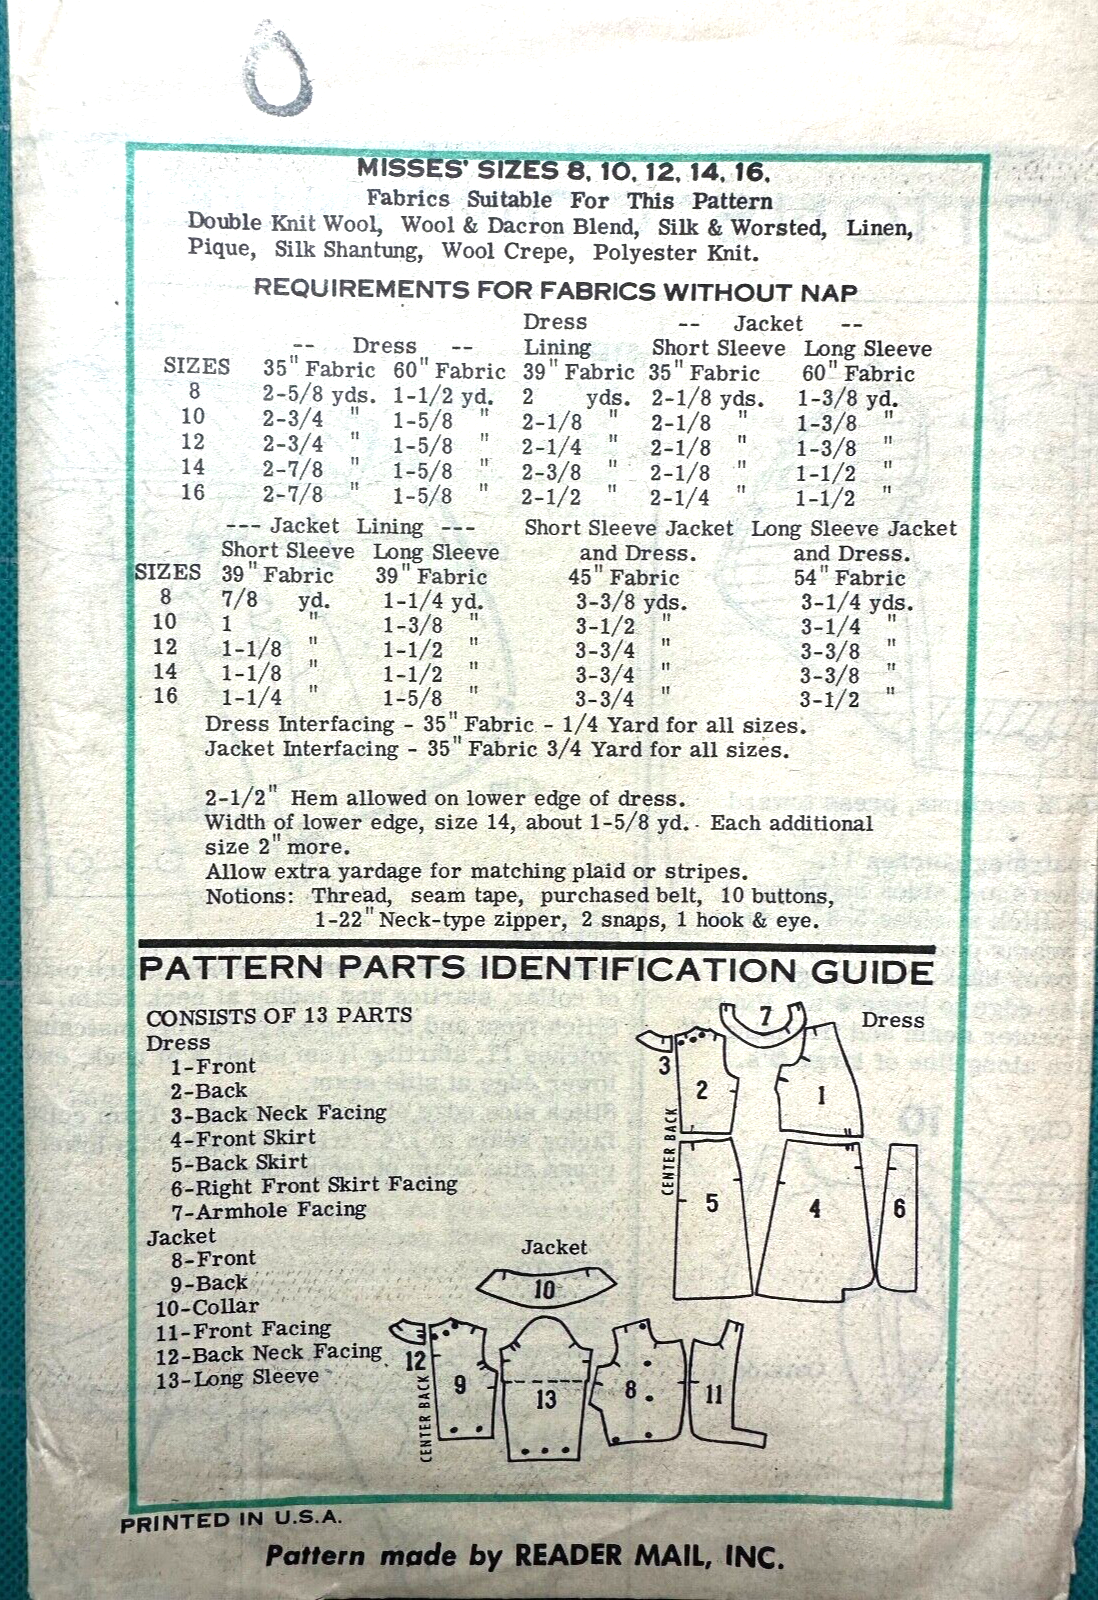 MISSES' SIZES 8, 10, 12, 14, 16.
Fabrics Suitable For This Pattern
Double Knit Wool, Wool & Dacron Blend, Silk & Worsted, Linen,
Pique, Silk Shantung, Wool Crepe, Polyester Knit.
REQUIREMENTS FOR FABRICS WITHOUT NAP
Dress -- Jacket --
-- Dress -- Lining Short Sleeve Long Sleeve
SIZES 35" Fabric 60" Fabric 39" Fabric 35" Fabric 60" Fabric
8 2-5/8 yds. 1-1/2 yd. 2 yds. 2-1/8 yds. 1-3/8 yd.
10 2-3/4 " 1-5/8 " 2-1/8 " 2-1/8 " 1-3/8 "
12 2-3/4 " 1-5/8 " 2-1/4 " 2-1/8 " 1-3/8 "
14 2-7/8 " 1-5/8 " 2-3/8 " 2-1/8 " 1-1/2 "
16 2-7/8 " 1-5/8 " 2-1/2 " 2-1/4 " 1-1/2 "
--- Jacket Lining --- Short Sleeve Jacket Long Sleeve Jacket
Short Sleeve Long Sleeve and Dress. and Dress.
SIZES 39" Fabric 39" Fabric 45" Fabric 54" Fabric
8 7/8 yd. 1-1/4 yd. 3-3/8 yds. 3-1/4 yds.
10 1 " 1-3/8 " 3-1/2 " 3-1/4 "
12 1-1/8 " 1-1/2 " 3-3/4 " 3-3/8 "
14 1-1/8 " 1-1/2 " 3-3/4 " 3-3/8 "
16 1-1/4 " 1-5/8 " 3-3/4 " 3-1/2 "
Dress Interfacing - 35" Fabric - 1/4 Yard for all sizes.
Jacket Interfacing - 35" Fabric 3/4 Yard for all sizes.
2-1/2" Hem allowed on lower edge of dress.
Width of lower edge, size 14, about 1-5/8 yd. Each additional
size 2" more.
Allow extra yardage for matching plaid or stripes.
Notions: Thread, seam tape, purchased belt, 10 buttons,
1-22" Neck-type zipper, 2 snaps, 1 hook & eye.
PATTERN PARTS IDENTIFICATION GUIDE
CONSISTS OF 13 PARTS
Dress
1-Front
2-Back
3-Back Neck Facing
4-Front Skirt
5-Back Skirt
6-Right Front Skirt Facing
7-Armhole Facing
Jacket
8-Front
9-Back
10-Collar
11-Front Facing
12-Back Neck Facing
13-Long Sleeve
Dress
7
3
2
1
CENTER BACK
5
4
6
Jacket
10
12
9
CENTER BACK
13
8
11
PRINTED IN U.S.A.
Pattern made by READER MAIL, INC.